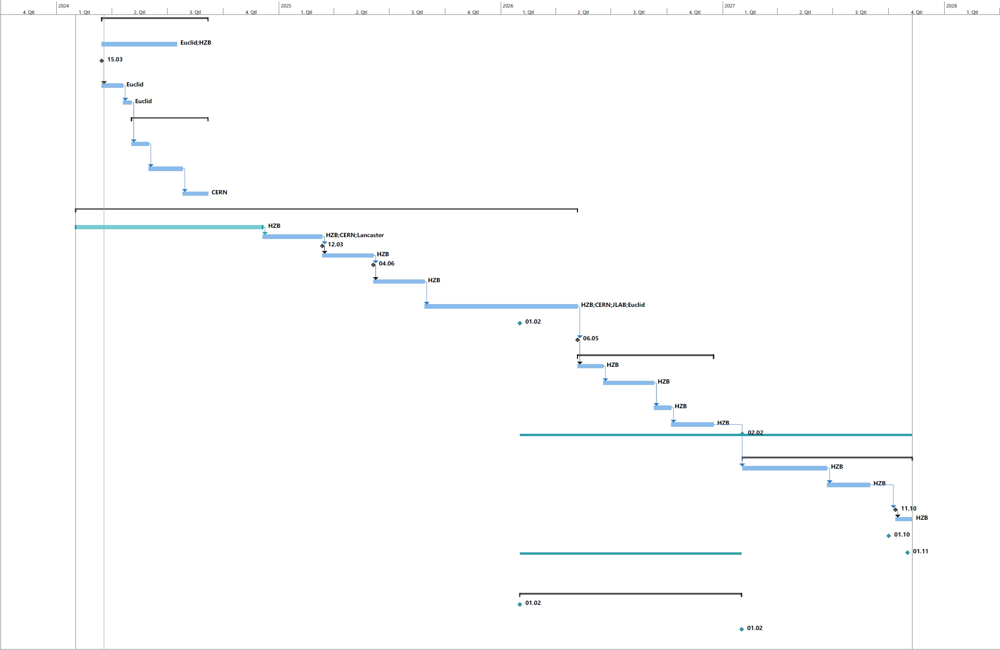 2024 2025 2026 2027 2028
4. Qtl 1. Qtl 2. Qtl 3. Qtl 4. Qtl 1. Qtl 2. Qtl 3. Qtl 4. Qtl 1. Qtl 2. Qtl 3. Qtl 4. Qtl 1. Qtl 2. Qtl 3. Qtl 4. Qtl 1. Qtl
Euclid;HZB
15.03
Euclid
Euclid
CERN
HZB
HZB;CERN;Lancaster
12.03
HZB
04.06
HZB
HZB;CERN;JLAB;Euclid
01.02
06.05
HZB
HZB
HZB
HZB
02.02
HZB
HZB
11.10
HZB
01.10
01.11
01.02
01.02